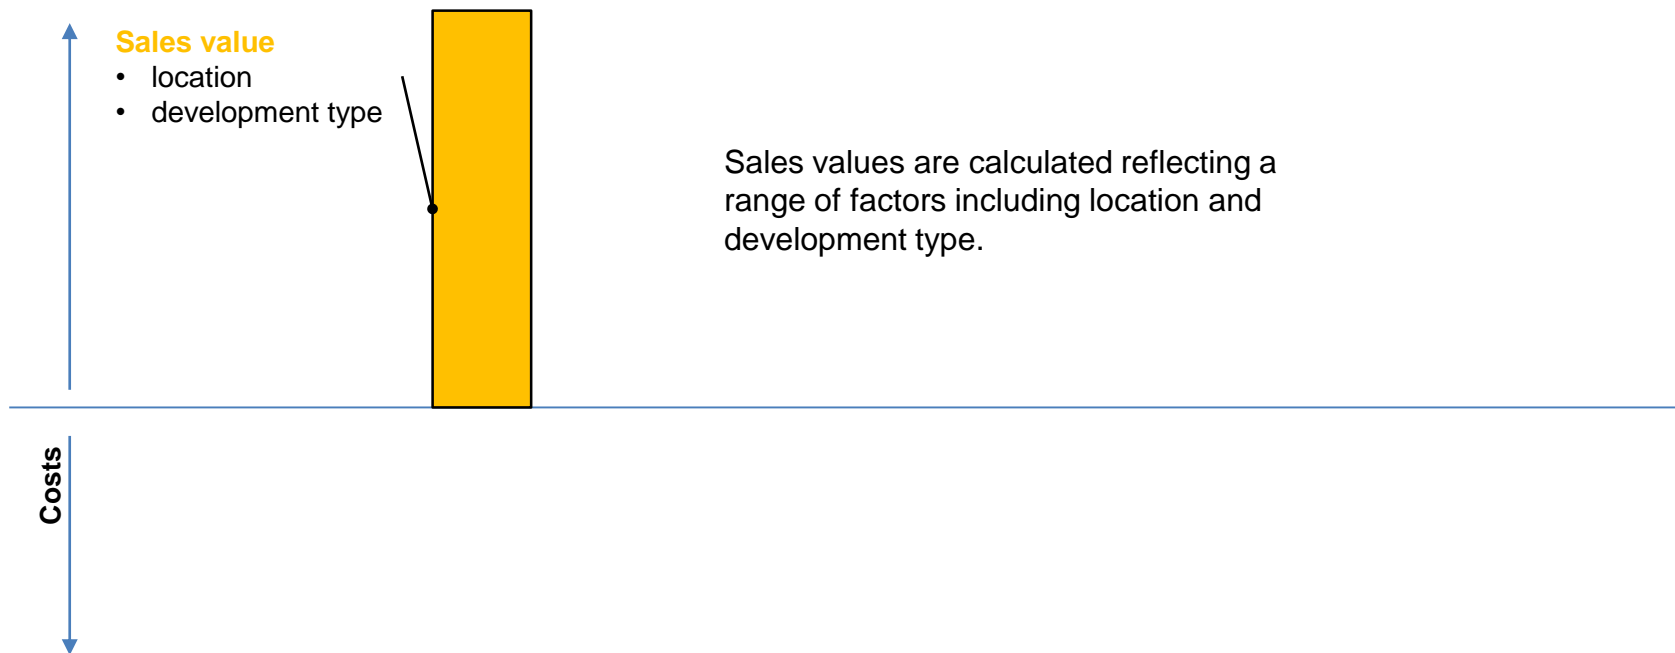 Sales value
• location
• development type
Sales values are calculated reflecting a
range of factors including location and
development type.
Costs